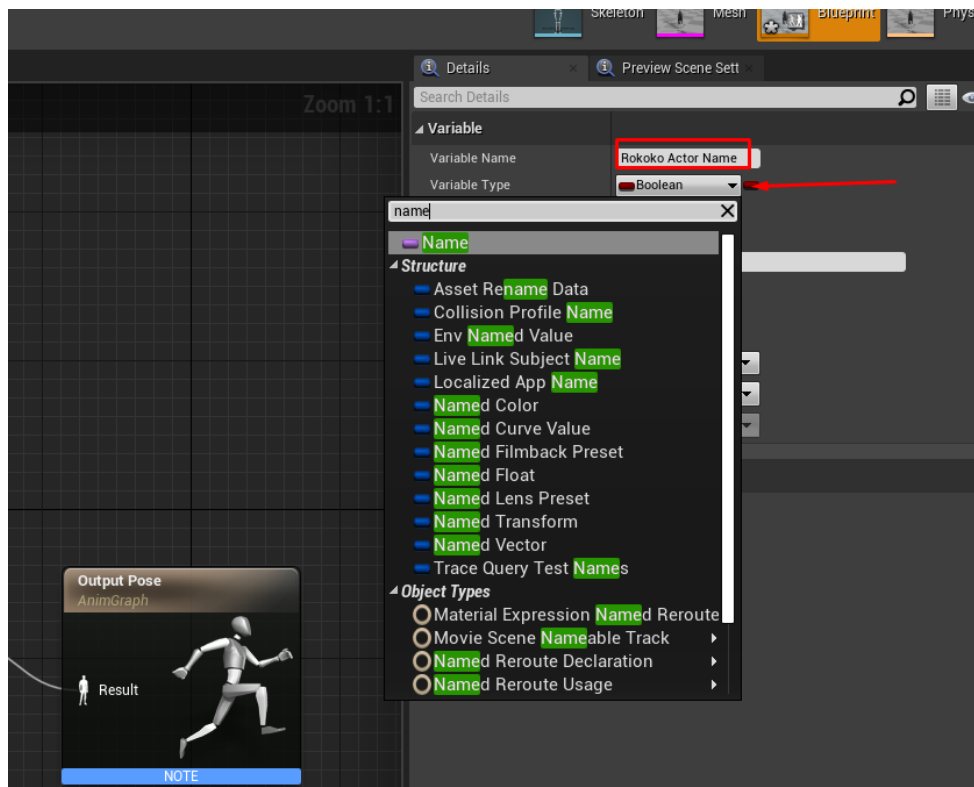 Skeleton Mesh Blueprint Phys
Details Preview Scene Sett
Zoom 1:1
Search Details
Variable
Variable Name Rokoko Actor Name
Variable Type Boolean
name
Name
Structure
Asset Rename Data
Collision Profile Name
Env Named Value
Live Link Subject Name
Localized App Name
Named Color
Named Curve Value
Named Filmback Preset
Named Float
Named Lens Preset
Named Transform
Named Vector
Trace Query Test Names
Object Types
Material Expression Named Reroute
Movie Scene Nameable Track
Named Reroute Declaration
Named Reroute Usage
Output Pose
AnimGraph
Result
NOTE